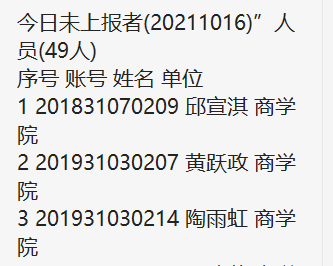 今日未上报者(20211016)”人
员(49人)
序号 账号 姓名 单位
1 201831070209 邱宣淇 商学
院
2 201931030207 黄跃政 商学
院
3 201931030214 陶雨虹 商学
院